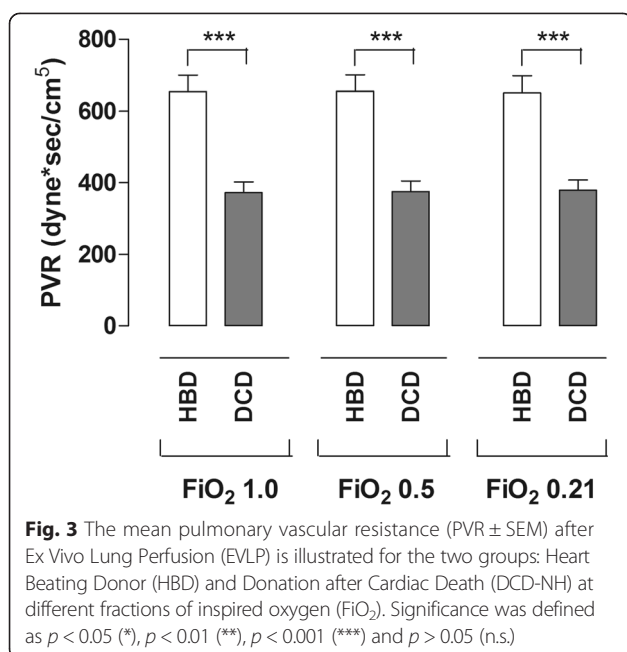 800
600
400
200
0
PVR (dyne*sec/cm⁵)
*** *** ***
HBD DCD HBD DCD HBD DCD
FiO₂ 1.0 FiO₂ 0.5 FiO₂ 0.21
Fig. 3 The mean pulmonary vascular resistance (PVR ± SEM) after
Ex Vivo Lung Perfusion (EVLP) is illustrated for the two groups: Heart
Beating Donor (HBD) and Donation after Cardiac Death (DCD-NH) at
different fractions of inspired oxygen (FiO₂). Significance was defined
as p < 0.05 (*), p < 0.01 (**), p < 0.001 (***) and p > 0.05 (n.s.)